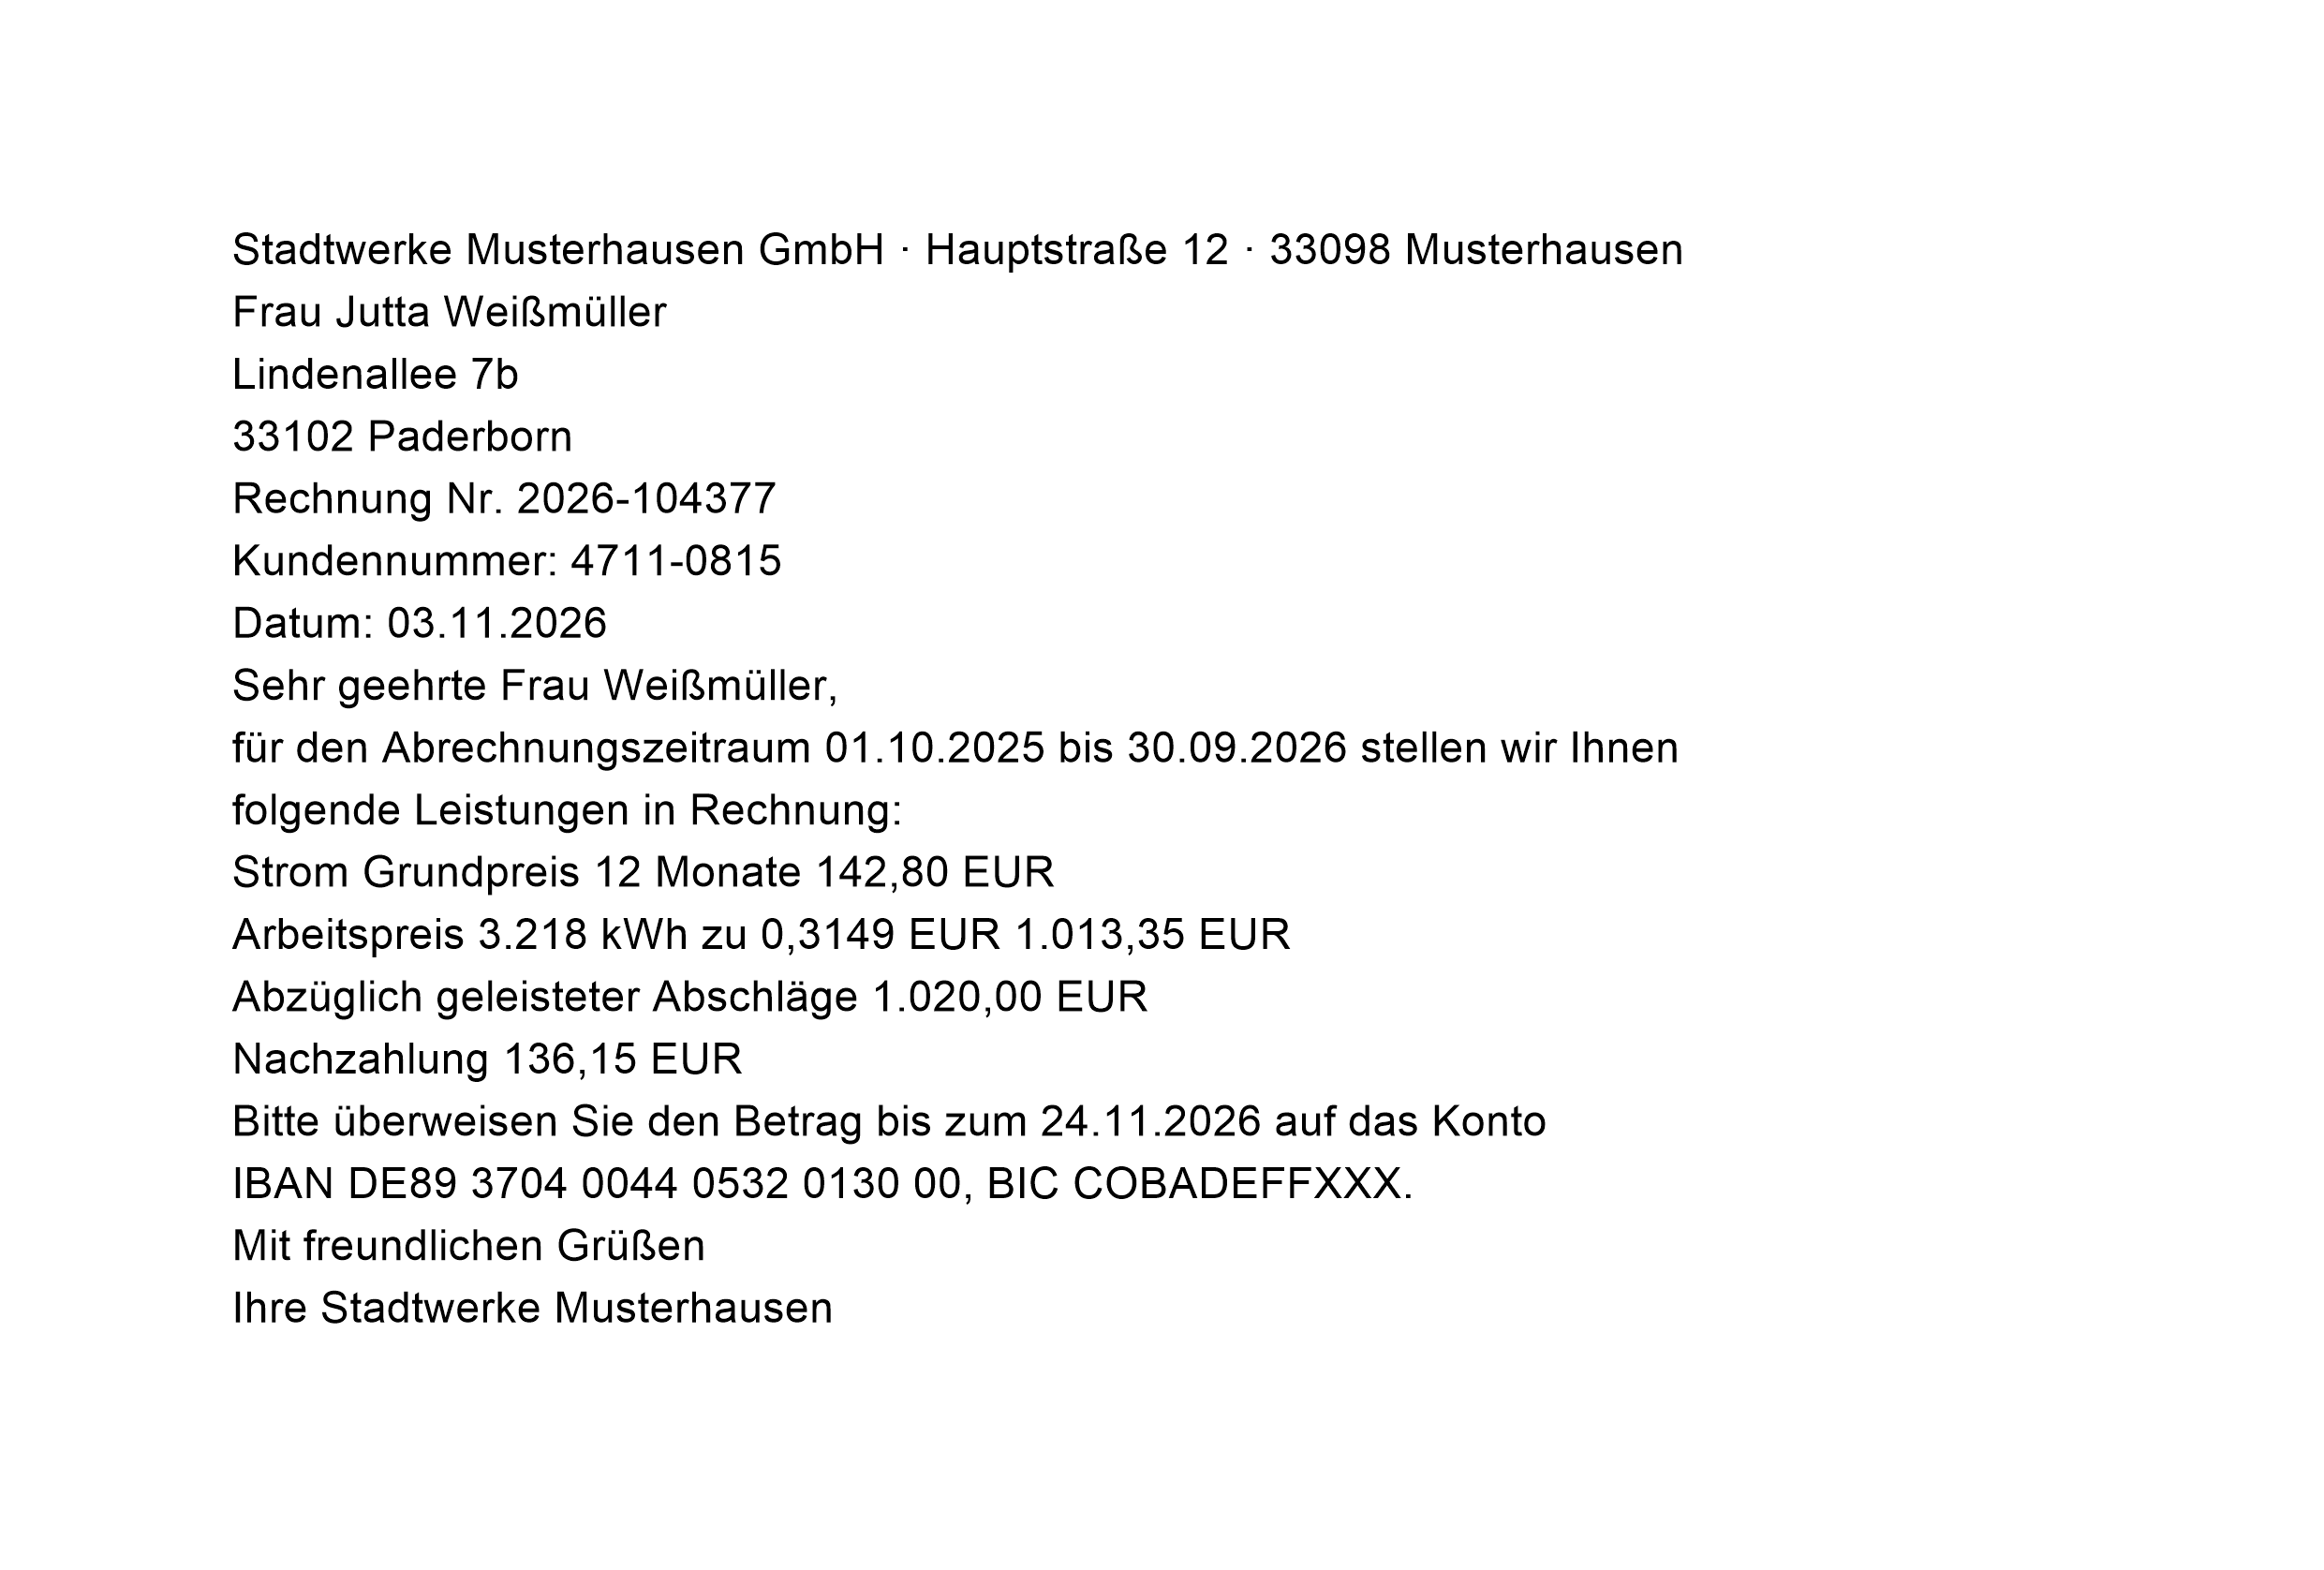 Stadtwerke Musterhausen GmbH · Hauptstraße 12 · 33098 Musterhausen
Frau Jutta Weißmüller
Lindenallee 7b
33102 Paderborn
Rechnung Nr. 2026-104377
Kundennummer: 4711-0815
Datum: 03.11.2026
Sehr geehrte Frau Weißmüller,
für den Abrechnungszeitraum 01.10.2025 bis 30.09.2026 stellen wir Ihnen
folgende Leistungen in Rechnung:
Strom Grundpreis 12 Monate 142,80 EUR
Arbeitspreis 3.218 kWh zu 0,3149 EUR 1.013,35 EUR
Abzüglich geleisteter Abschläge 1.020,00 EUR
Nachzahlung 136,15 EUR
Bitte überweisen Sie den Betrag bis zum 24.11.2026 auf das Konto
IBAN DE89 3704 0044 0532 0130 00, BIC COBADEFFXXX.
Mit freundlichen Grüßen
Ihre Stadtwerke Musterhausen